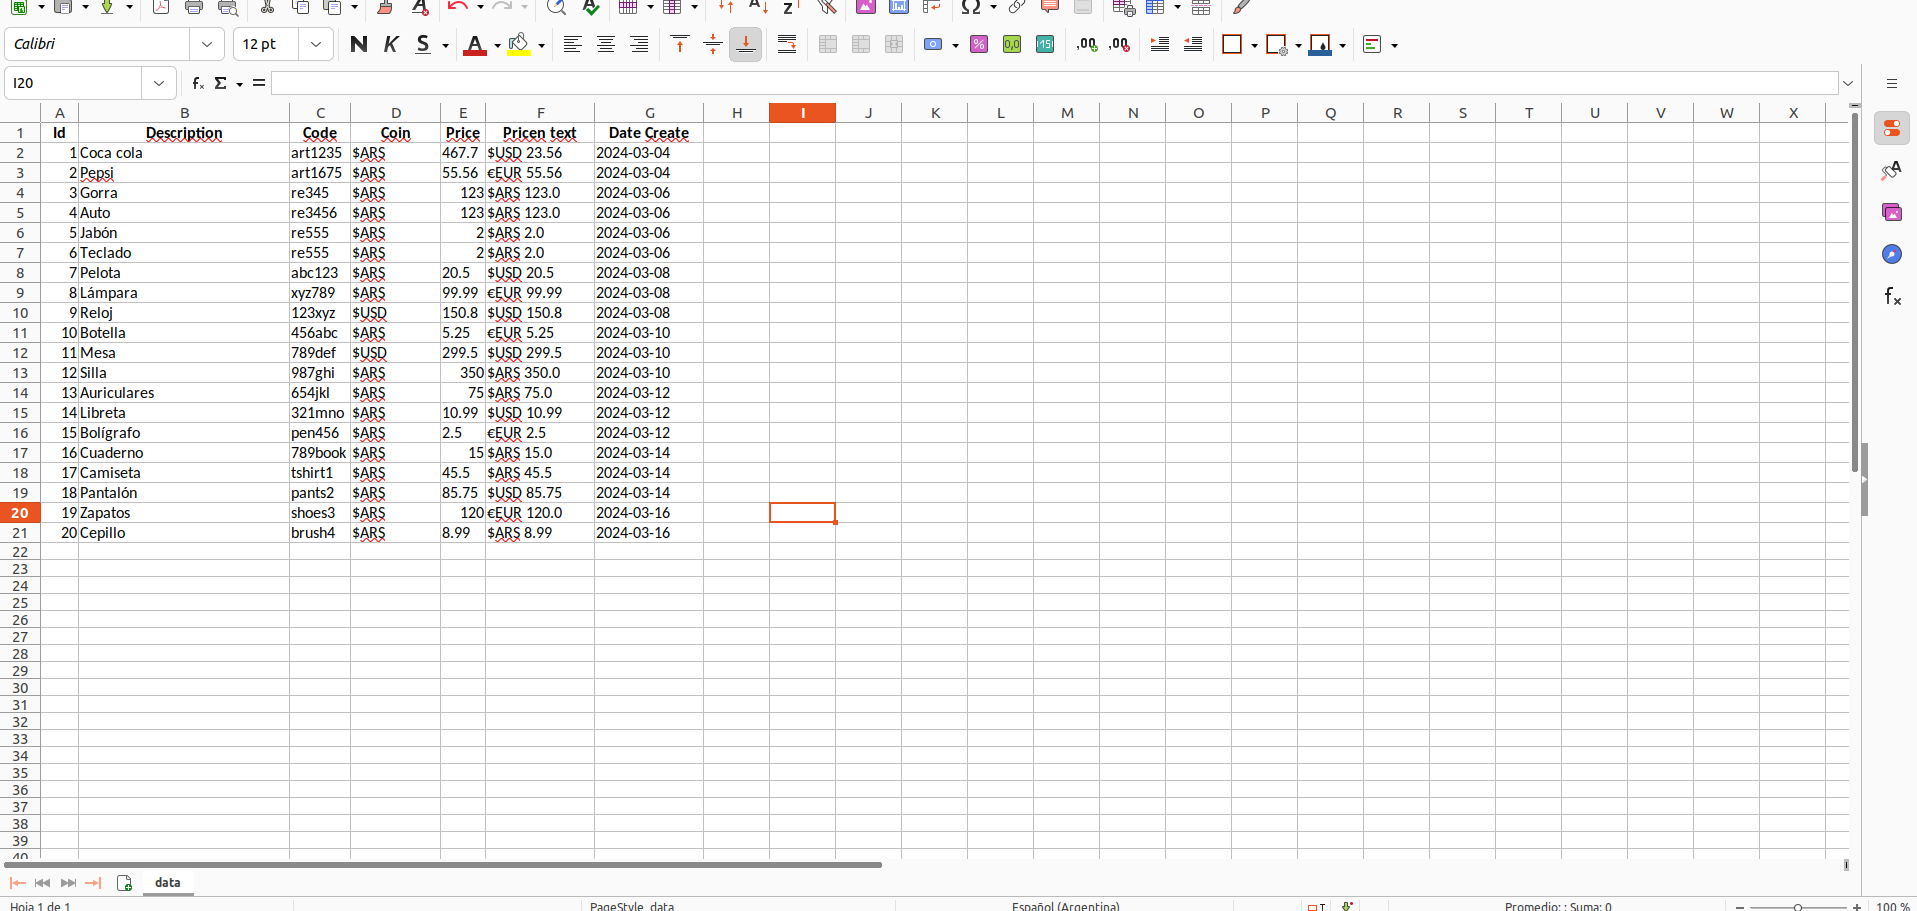 Calibri 12 pt N K S A
I20 fx Σ =
A B C D E F G H I J K L M N O P Q R S T U V W X
1 Id Description Code Coin Price Pricen text Date Create
2 1 Coca cola art1235 $ARS 467.7 $USD 23.56 2024-03-04
3 2 Pepsi art1675 $ARS 55.56 €EUR 55.56 2024-03-04
4 3 Gorra re345 $ARS 123 $ARS 123.0 2024-03-06
5 4 Auto re3456 $ARS 123 $ARS 123.0 2024-03-06
6 5 Jabón re555 $ARS 2 $ARS 2.0 2024-03-06
7 6 Teclado re555 $ARS 2 $ARS 2.0 2024-03-06
8 7 Pelota abc123 $ARS 20.5 $USD 20.5 2024-03-08
9 8 Lámpara xyz789 $ARS 99.99 €EUR 99.99 2024-03-08
10 9 Reloj 123xyz $USD 150.8 $USD 150.8 2024-03-08
11 10 Botella 456abc $ARS 5.25 €EUR 5.25 2024-03-10
12 11 Mesa 789def $USD 299.5 $USD 299.5 2024-03-10
13 12 Silla 987ghi $ARS 350 $ARS 350.0 2024-03-10
14 13 Auriculares 654jkl $ARS 75 $ARS 75.0 2024-03-12
15 14 Libreta 321mno $ARS 10.99 $USD 10.99 2024-03-12
16 15 Bolígrafo pen456 $ARS 2.5 €EUR 2.5 2024-03-12
17 16 Cuaderno 789book $ARS 15 $ARS 15.0 2024-03-14
18 17 Camiseta tshirt1 $ARS 45.5 $ARS 45.5 2024-03-14
19 18 Pantalón pants2 $ARS 85.75 $USD 85.75 2024-03-14
20 19 Zapatos shoes3 $ARS 120 €EUR 120.0 2024-03-16
21 20 Cepillo brush4 $ARS 8.99 $ARS 8.99 2024-03-16
22
23
24
25
26
27
28
29
30
31
32
33
34
35
36
37
38
39
40
data
Hoja 1 de 1 PageStyle_data Español (Argentina) Promedio: ; Suma: 0 100 %